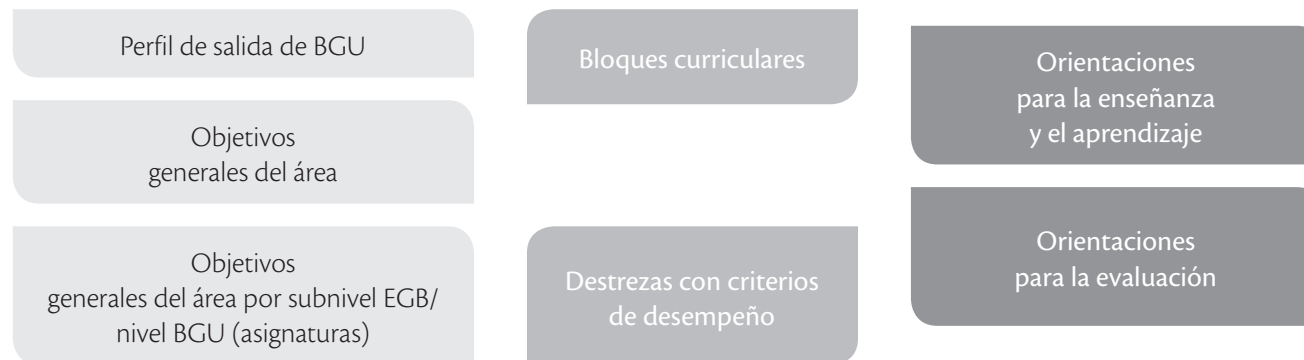 Perfil de salida de BGU
Objetivos
generales del área
Objetivos
generales del área por subnivel EGB/
nivel BGU (asignaturas)
Bloques curriculares
Destrezas con criterios
de desempeño
Orientaciones
para la enseñanza
y el aprendizaje
Orientaciones
para la evaluación